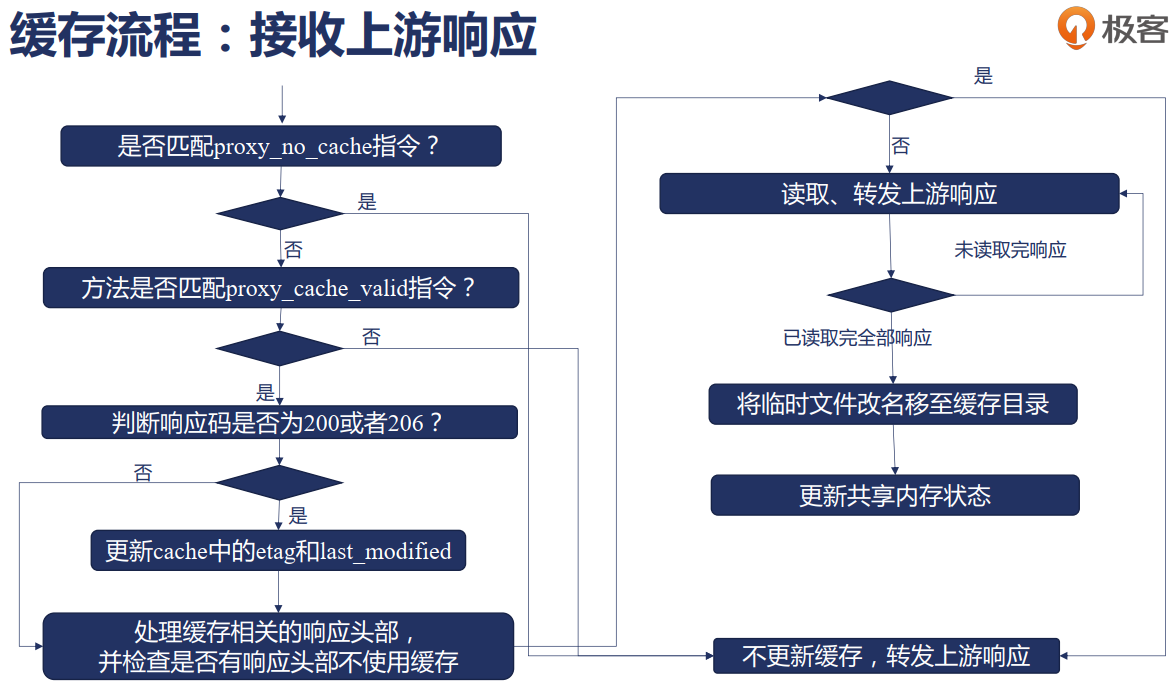 缓存流程：接收上游响应
极客
是否匹配proxy_no_cache指令？
是
否
方法是否匹配proxy_cache_valid指令？
否
是
判断响应码是否为200或者206？
否
是
更新cache中的etag和last_modified
处理缓存相关的响应头部，
并检查是否有响应头部不使用缓存
是
否
读取、转发上游响应
未读取完响应
已读取完全部响应
将临时文件改名移至缓存目录
更新共享内存状态
不更新缓存，转发上游响应